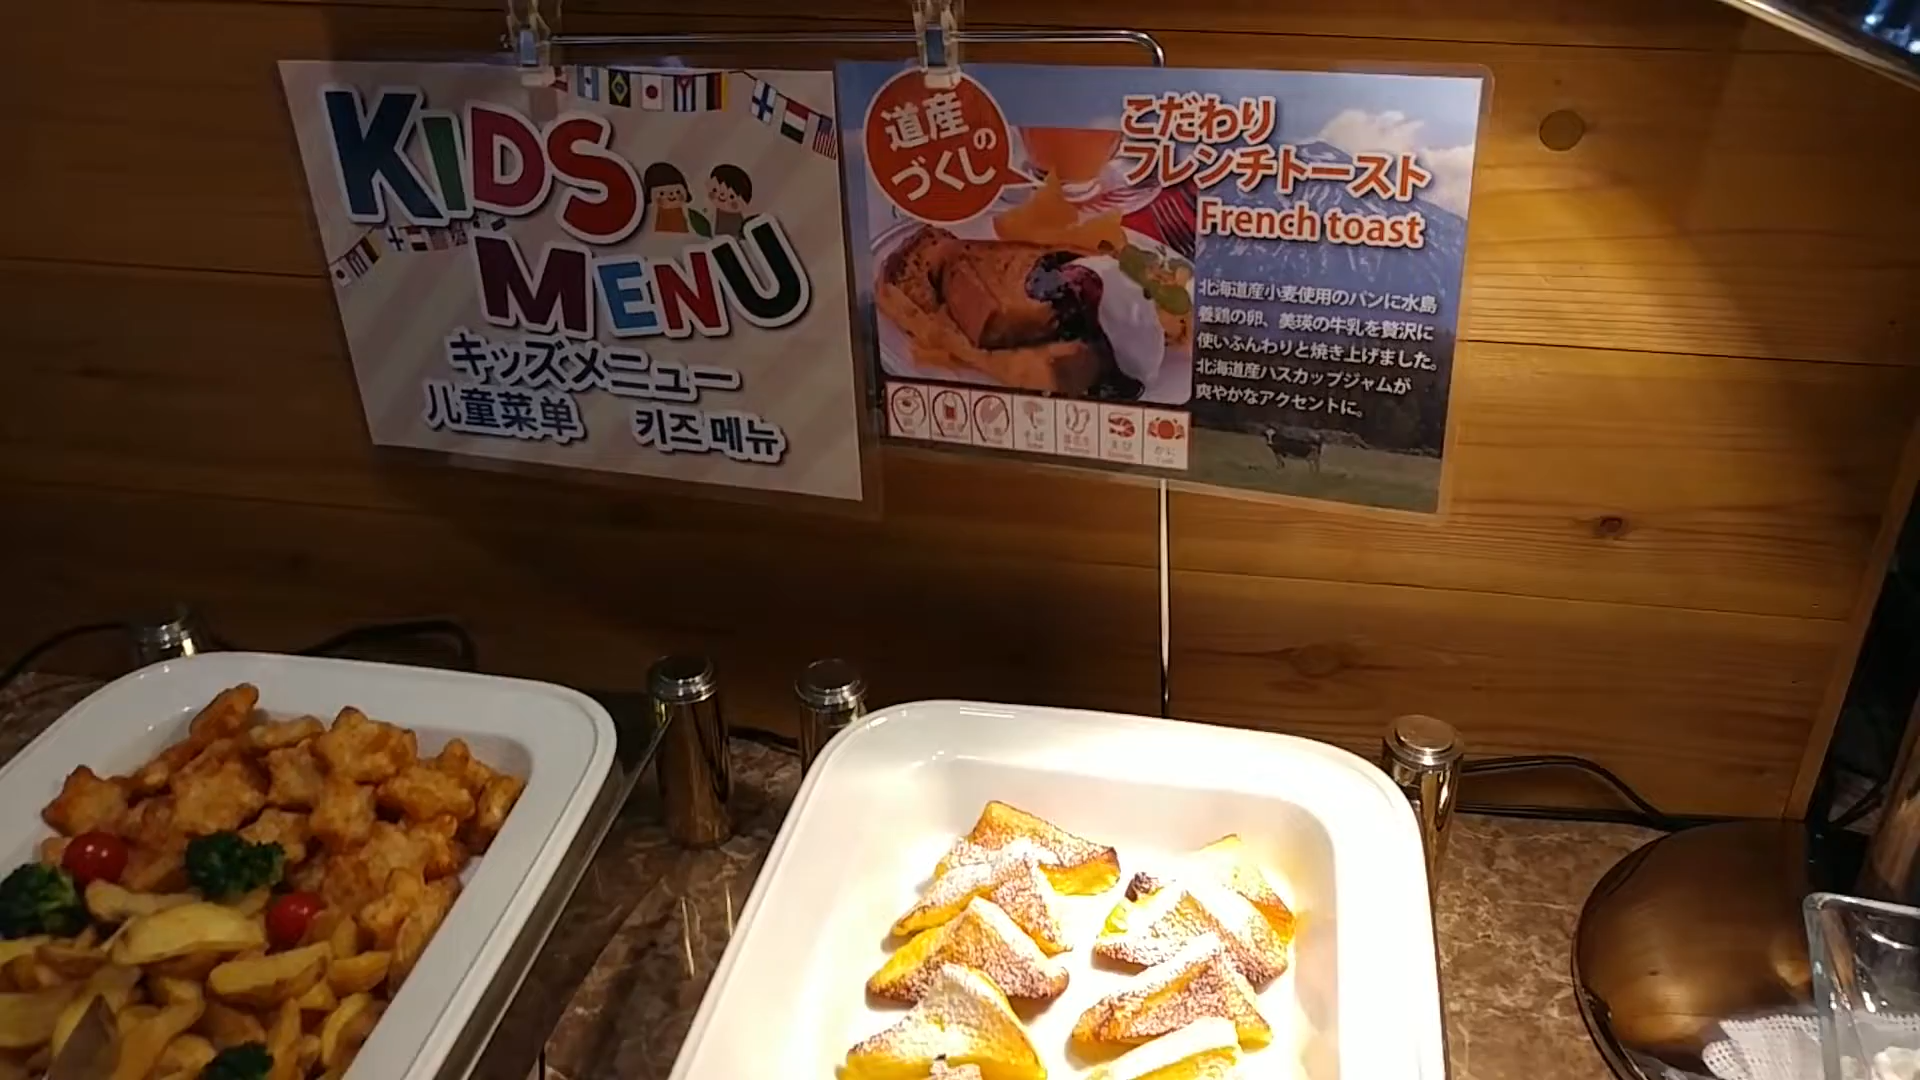 KIDS
MENU
キッズメニュー
儿童菜单 키즈 메뉴
道産の
づくし
こだわり
フレンチトースト
French toast
北海道産小麦使用のパンに水島
養鶏の卵、美瑛の牛乳を贅沢に
使いふんわりと焼き上げました。
北海道産ハスカップジャムが
爽やかなアクセントに。
そば
落花生
えび
かに